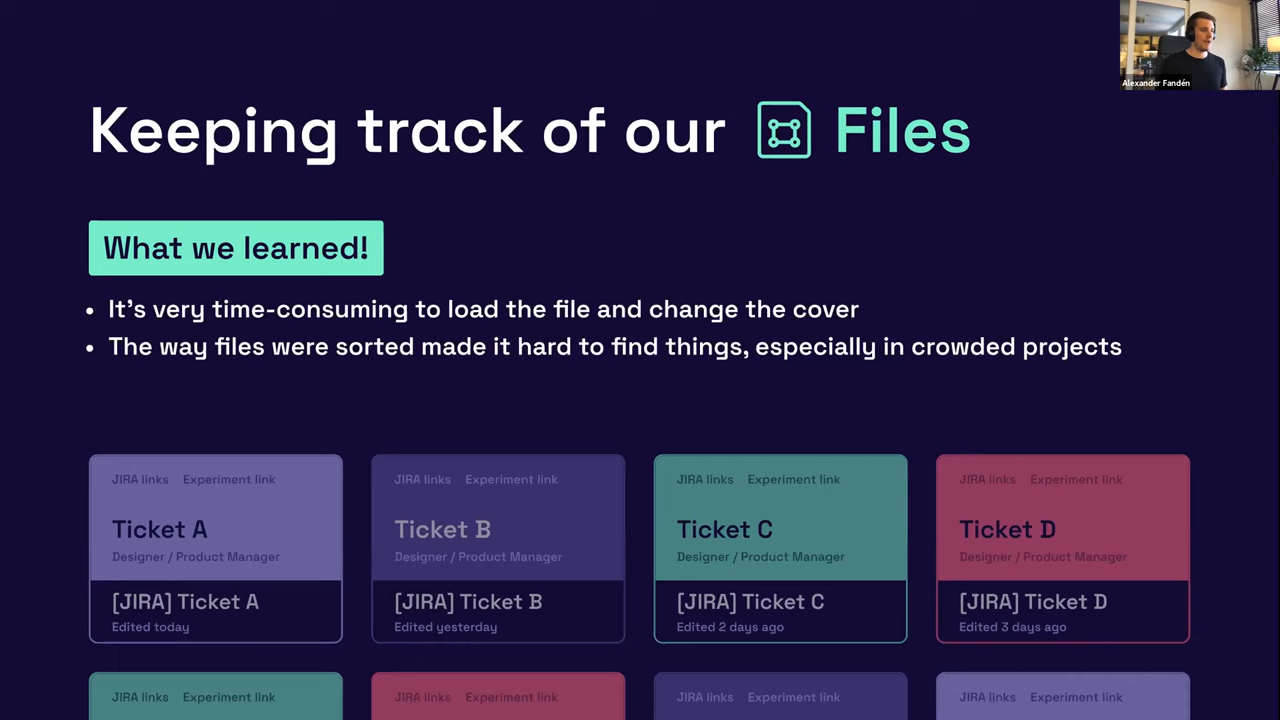 Alexander Fandén
Keeping track of our Files
What we learned!
• It's very time-consuming to load the file and change the cover
• The way files were sorted made it hard to find things, especially in crowded projects
JIRA links Experiment link
Ticket A
Designer / Product Manager
[JIRA] Ticket A
Edited today
JIRA links Experiment link
Ticket B
Designer / Product Manager
[JIRA] Ticket B
Edited yesterday
JIRA links Experiment link
Ticket C
Designer / Product Manager
[JIRA] Ticket C
Edited 2 days ago
JIRA links Experiment link
Ticket D
Designer / Product Manager
[JIRA] Ticket D
Edited 3 days ago
JIRA links Experiment link
JIRA links Experiment link
JIRA links Experiment link
JIRA links Experiment link